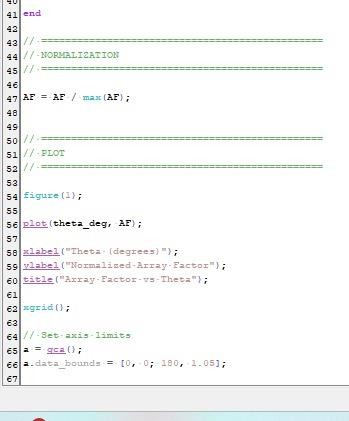 40
41 end
42
43 // ================================================
44 // NORMALIZATION
45 // ================================================
46
47 AF = AF / max(AF);
48
49
50 // ================================================
51 // PLOT
52 // ================================================
53
54 figure(1);
55
56 plot(theta_deg, AF);
57
58 xlabel("Theta (degrees)");
59 ylabel("Normalized Array Factor");
60 title("Array Factor vs Theta");
61
62 xgrid();
63
64 // Set axis limits
65 a = gca();
66 a.data_bounds = [0, 0; 180, 1.05];
67